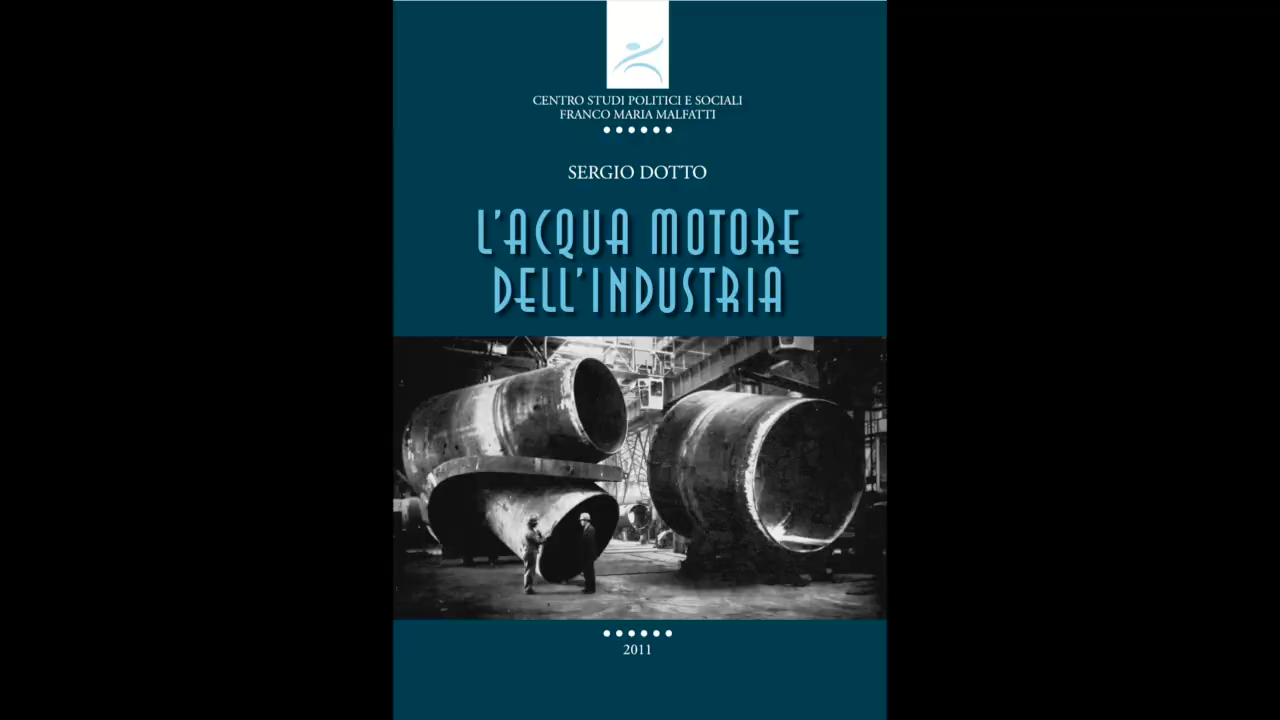 CENTRO STUDI POLITICI E SOCIALI
FRANCO MARIA MALFATTI
SERGIO DOTTO
L'ACQUA MOTORE
DELL'INDUSTRIA
2011